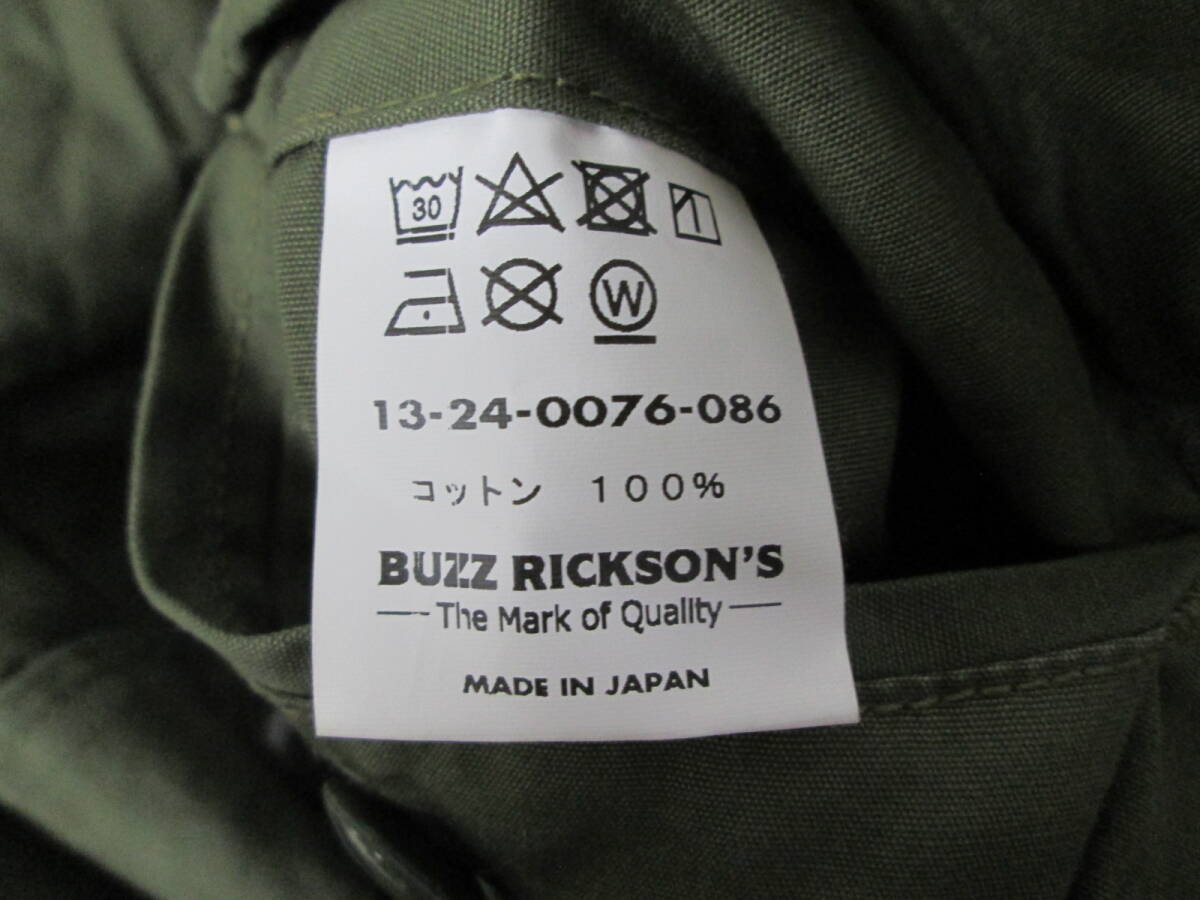 30
W
13-24-0076-086
コットン　１００％
BUZZ RICKSON'S
The Mark of Quality
MADE IN JAPAN